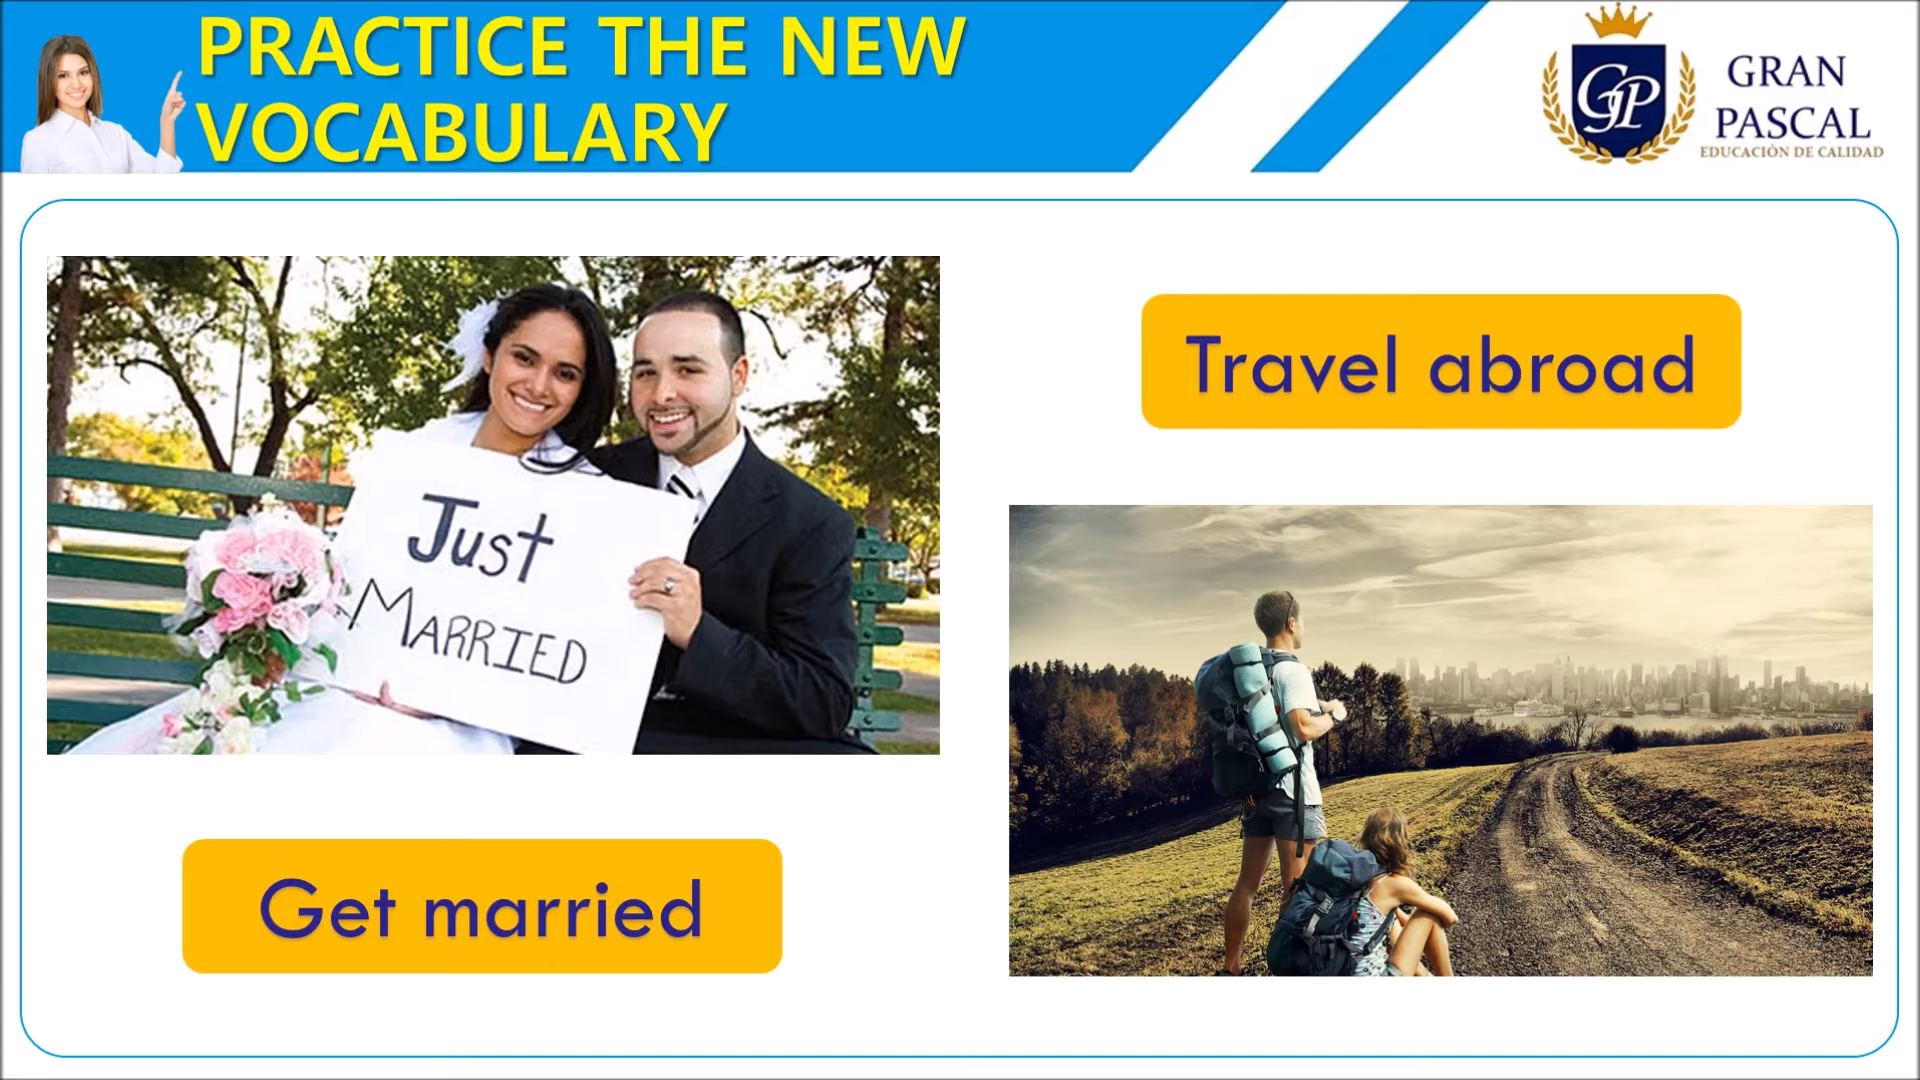 PRACTICE THE NEW
VOCABULARY
GP
GRAN
PASCAL
EDUCACIÓN DE CALIDAD
Just
MARRIED
Get married
Travel abroad